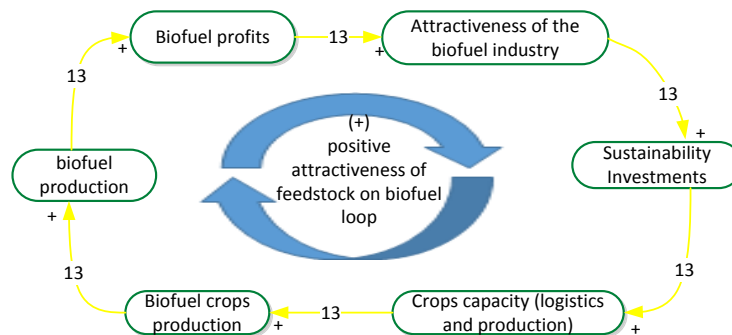 Biofuel profits
13
+
Attractiveness of the
biofuel industry
+
13
13
+
13
(+)
positive
attractiveness of
feedstock on biofuel
loop
biofuel
production
+
Sustainability
Investments
13
13
Biofuel crops
production
+
13
Crops capacity (logistics
and production)
+